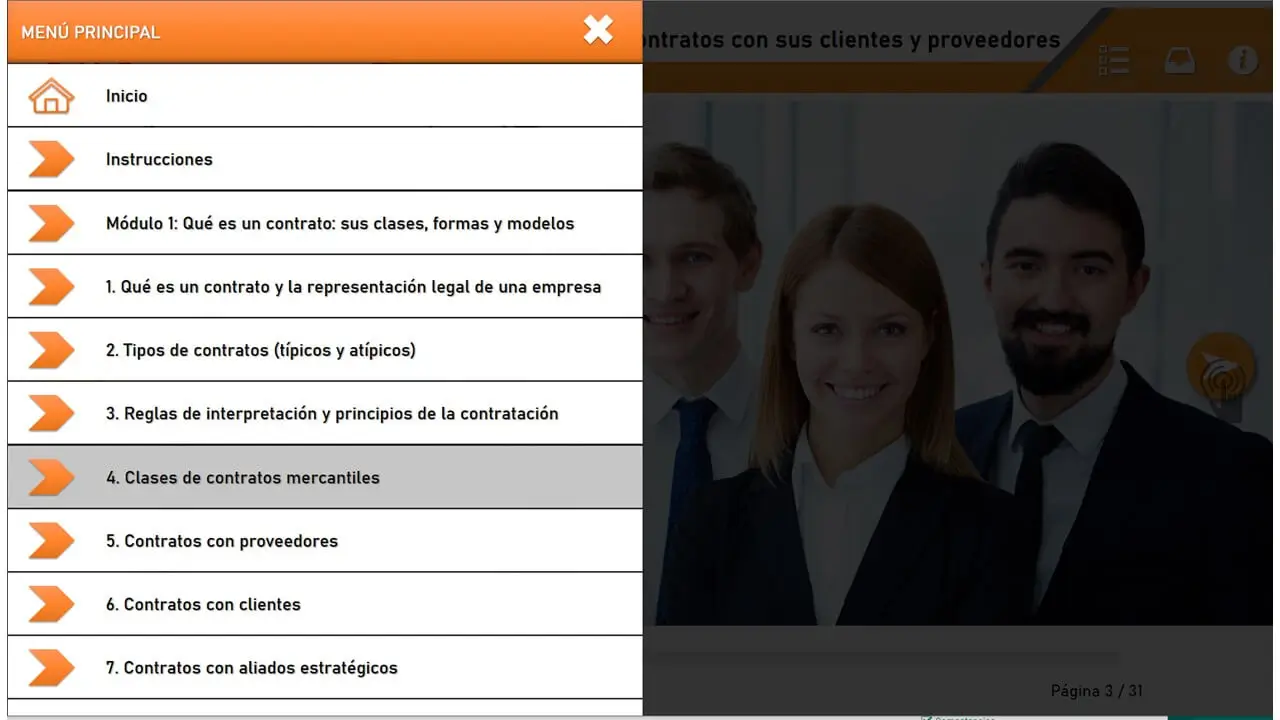 MENÚ PRINCIPAL
ntratos con sus clientes y proveedores
Inicio
Instrucciones
Módulo 1: Qué es un contrato: sus clases, formas y modelos
1. Qué es un contrato y la representación legal de una empresa
2. Tipos de contratos (típicos y atípicos)
3. Reglas de interpretación y principios de la contratación
4. Clases de contratos mercantiles
5. Contratos con proveedores
6. Contratos con clientes
7. Contratos con aliados estratégicos
Página 3 / 31